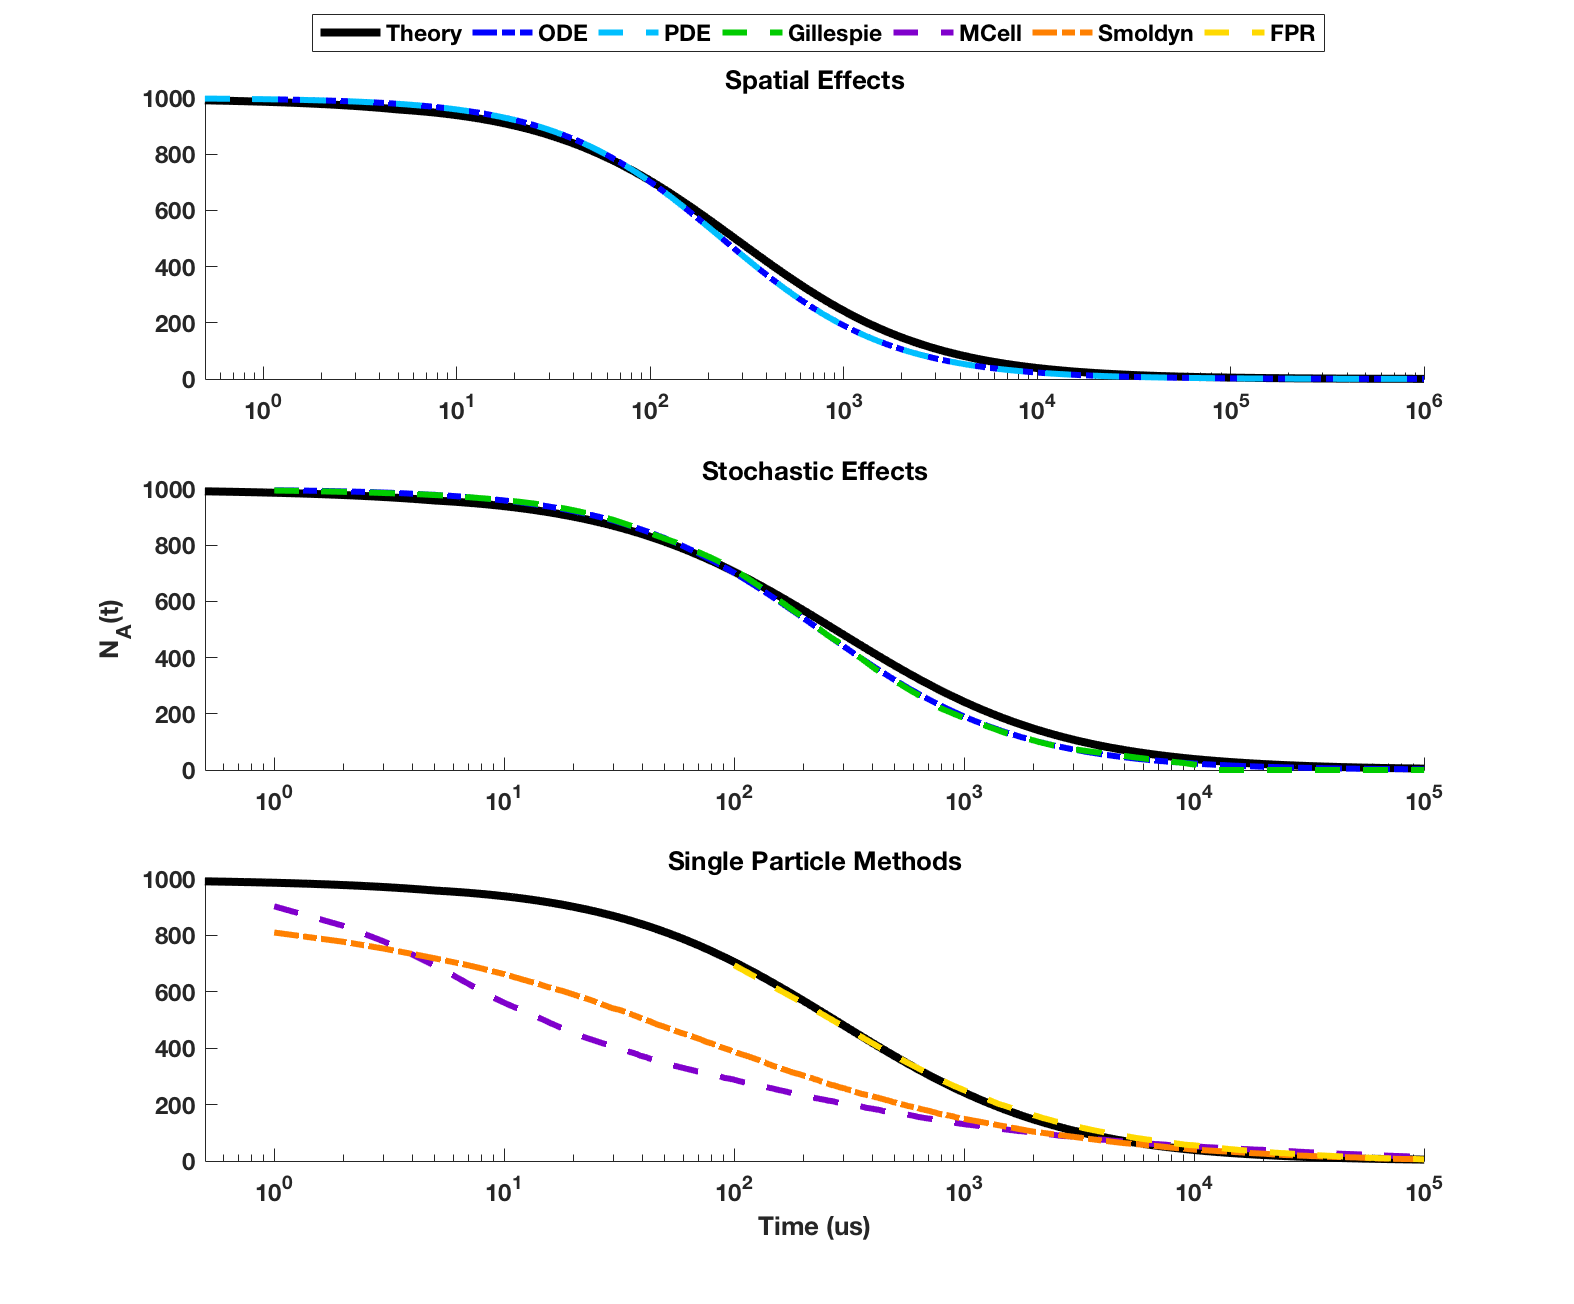 Theory ODE PDE Gillespie MCell Smoldyn FPR
Spatial Effects
1000
800
600
400
200
0
10^0 10^1 10^2 10^3 10^4 10^5 10^6
Stochastic Effects
1000
800
600
400
200
0
N_A(t)
10^0 10^1 10^2 10^3 10^4 10^5
Single Particle Methods
1000
800
600
400
200
0
10^0 10^1 10^2 10^3 10^4 10^5
Time (us)